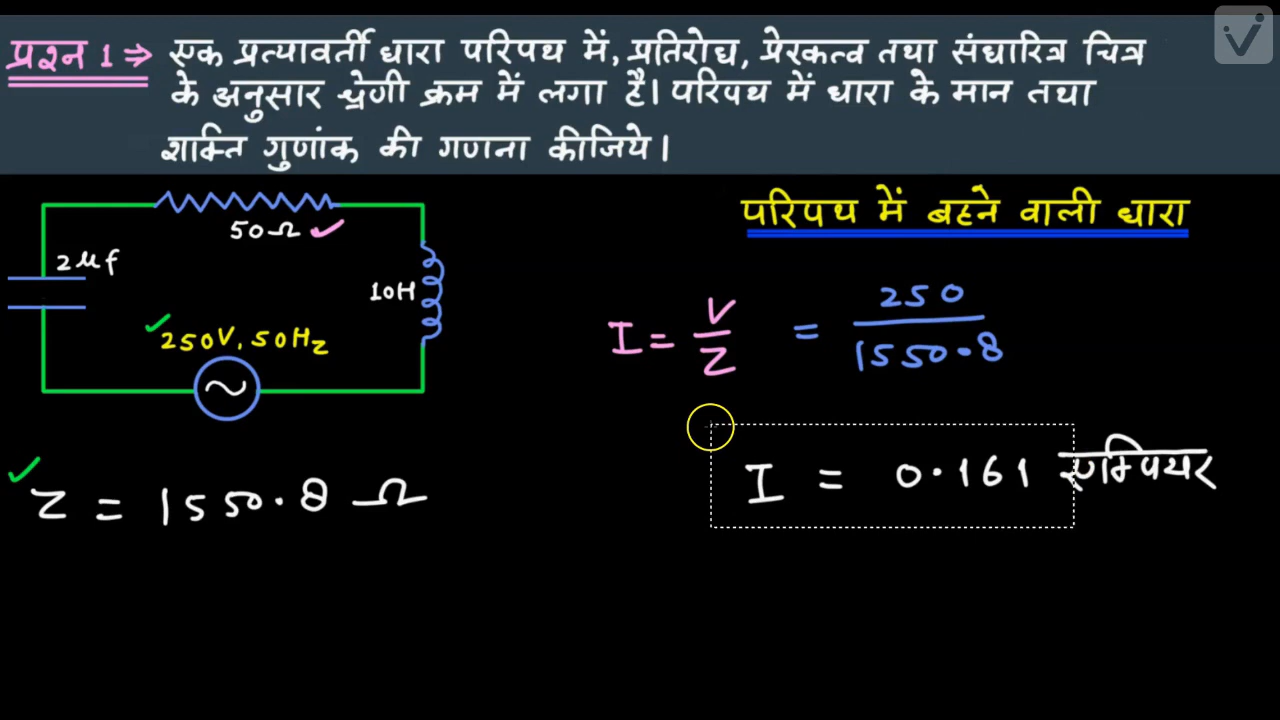 प्रश्न 1⇒ एक प्रत्यावर्ती धारा परिपथ में, प्रतिरोध, प्रेरकत्व तथा संधारित्र चित्र
के अनुसार श्रेणी क्रम में लगा है। परिपथ में धारा के मान तथा
शक्ति गुणांक की गणना कीजिये।
परिपथ में बहने वाली धारा
50Ω
2μf
10H
250V, 50Hz
I = V/Z = 250/1550.8
I = 0.161 एम्पियर
Z = 1550.8 Ω